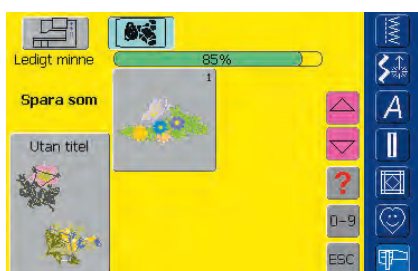 Ledigt minne
85%
Spara som
1
Utan titel
A
?
0-9
ESC